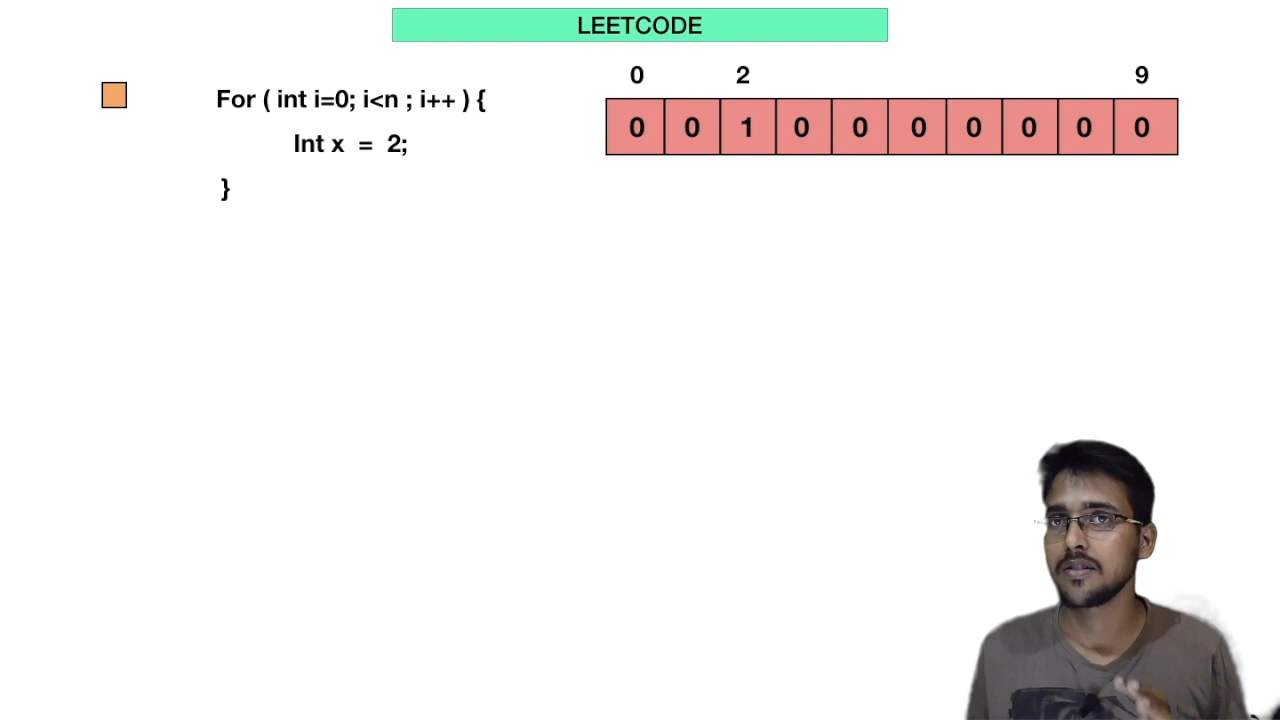 LEETCODE
For ( int i=0; i<n ; i++ ) {
Int x = 2;
}
0 2 9
0 0 1 0 0 0 0 0 0 0